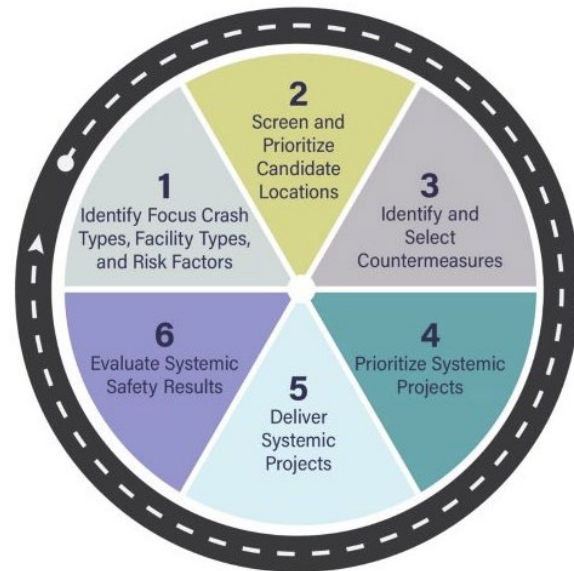 1
Identify Focus Crash
Types, Facility Types,
and Risk Factors
2
Screen and
Prioritize
Candidate
Locations
3
Identify and
Select
Countermeasures
4
Prioritize Systemic
Projects
5
Deliver
Systemic
Projects
6
Evaluate Systemic
Safety Results